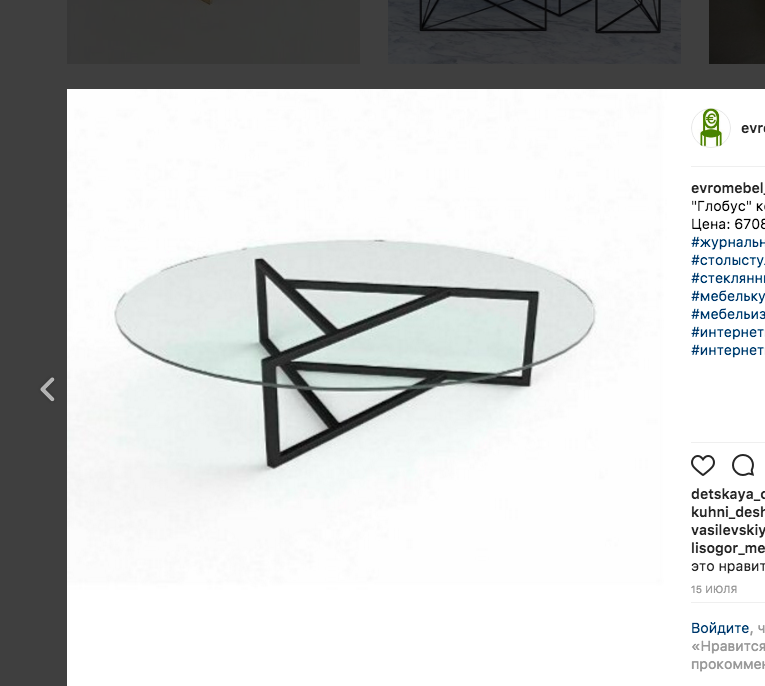 evr
evromebel_
"Глобус" к
Цена: 6708
#журнальн
#столысту
#стеклянн
#мебельку
#мебельиз
#интернет
#интернет
detskaya_d
kuhni_desh
vasilevskiy
lisogor_me
это нравит
15 ИЮЛЯ
Войдите, ч
«Нравится
прокоммен